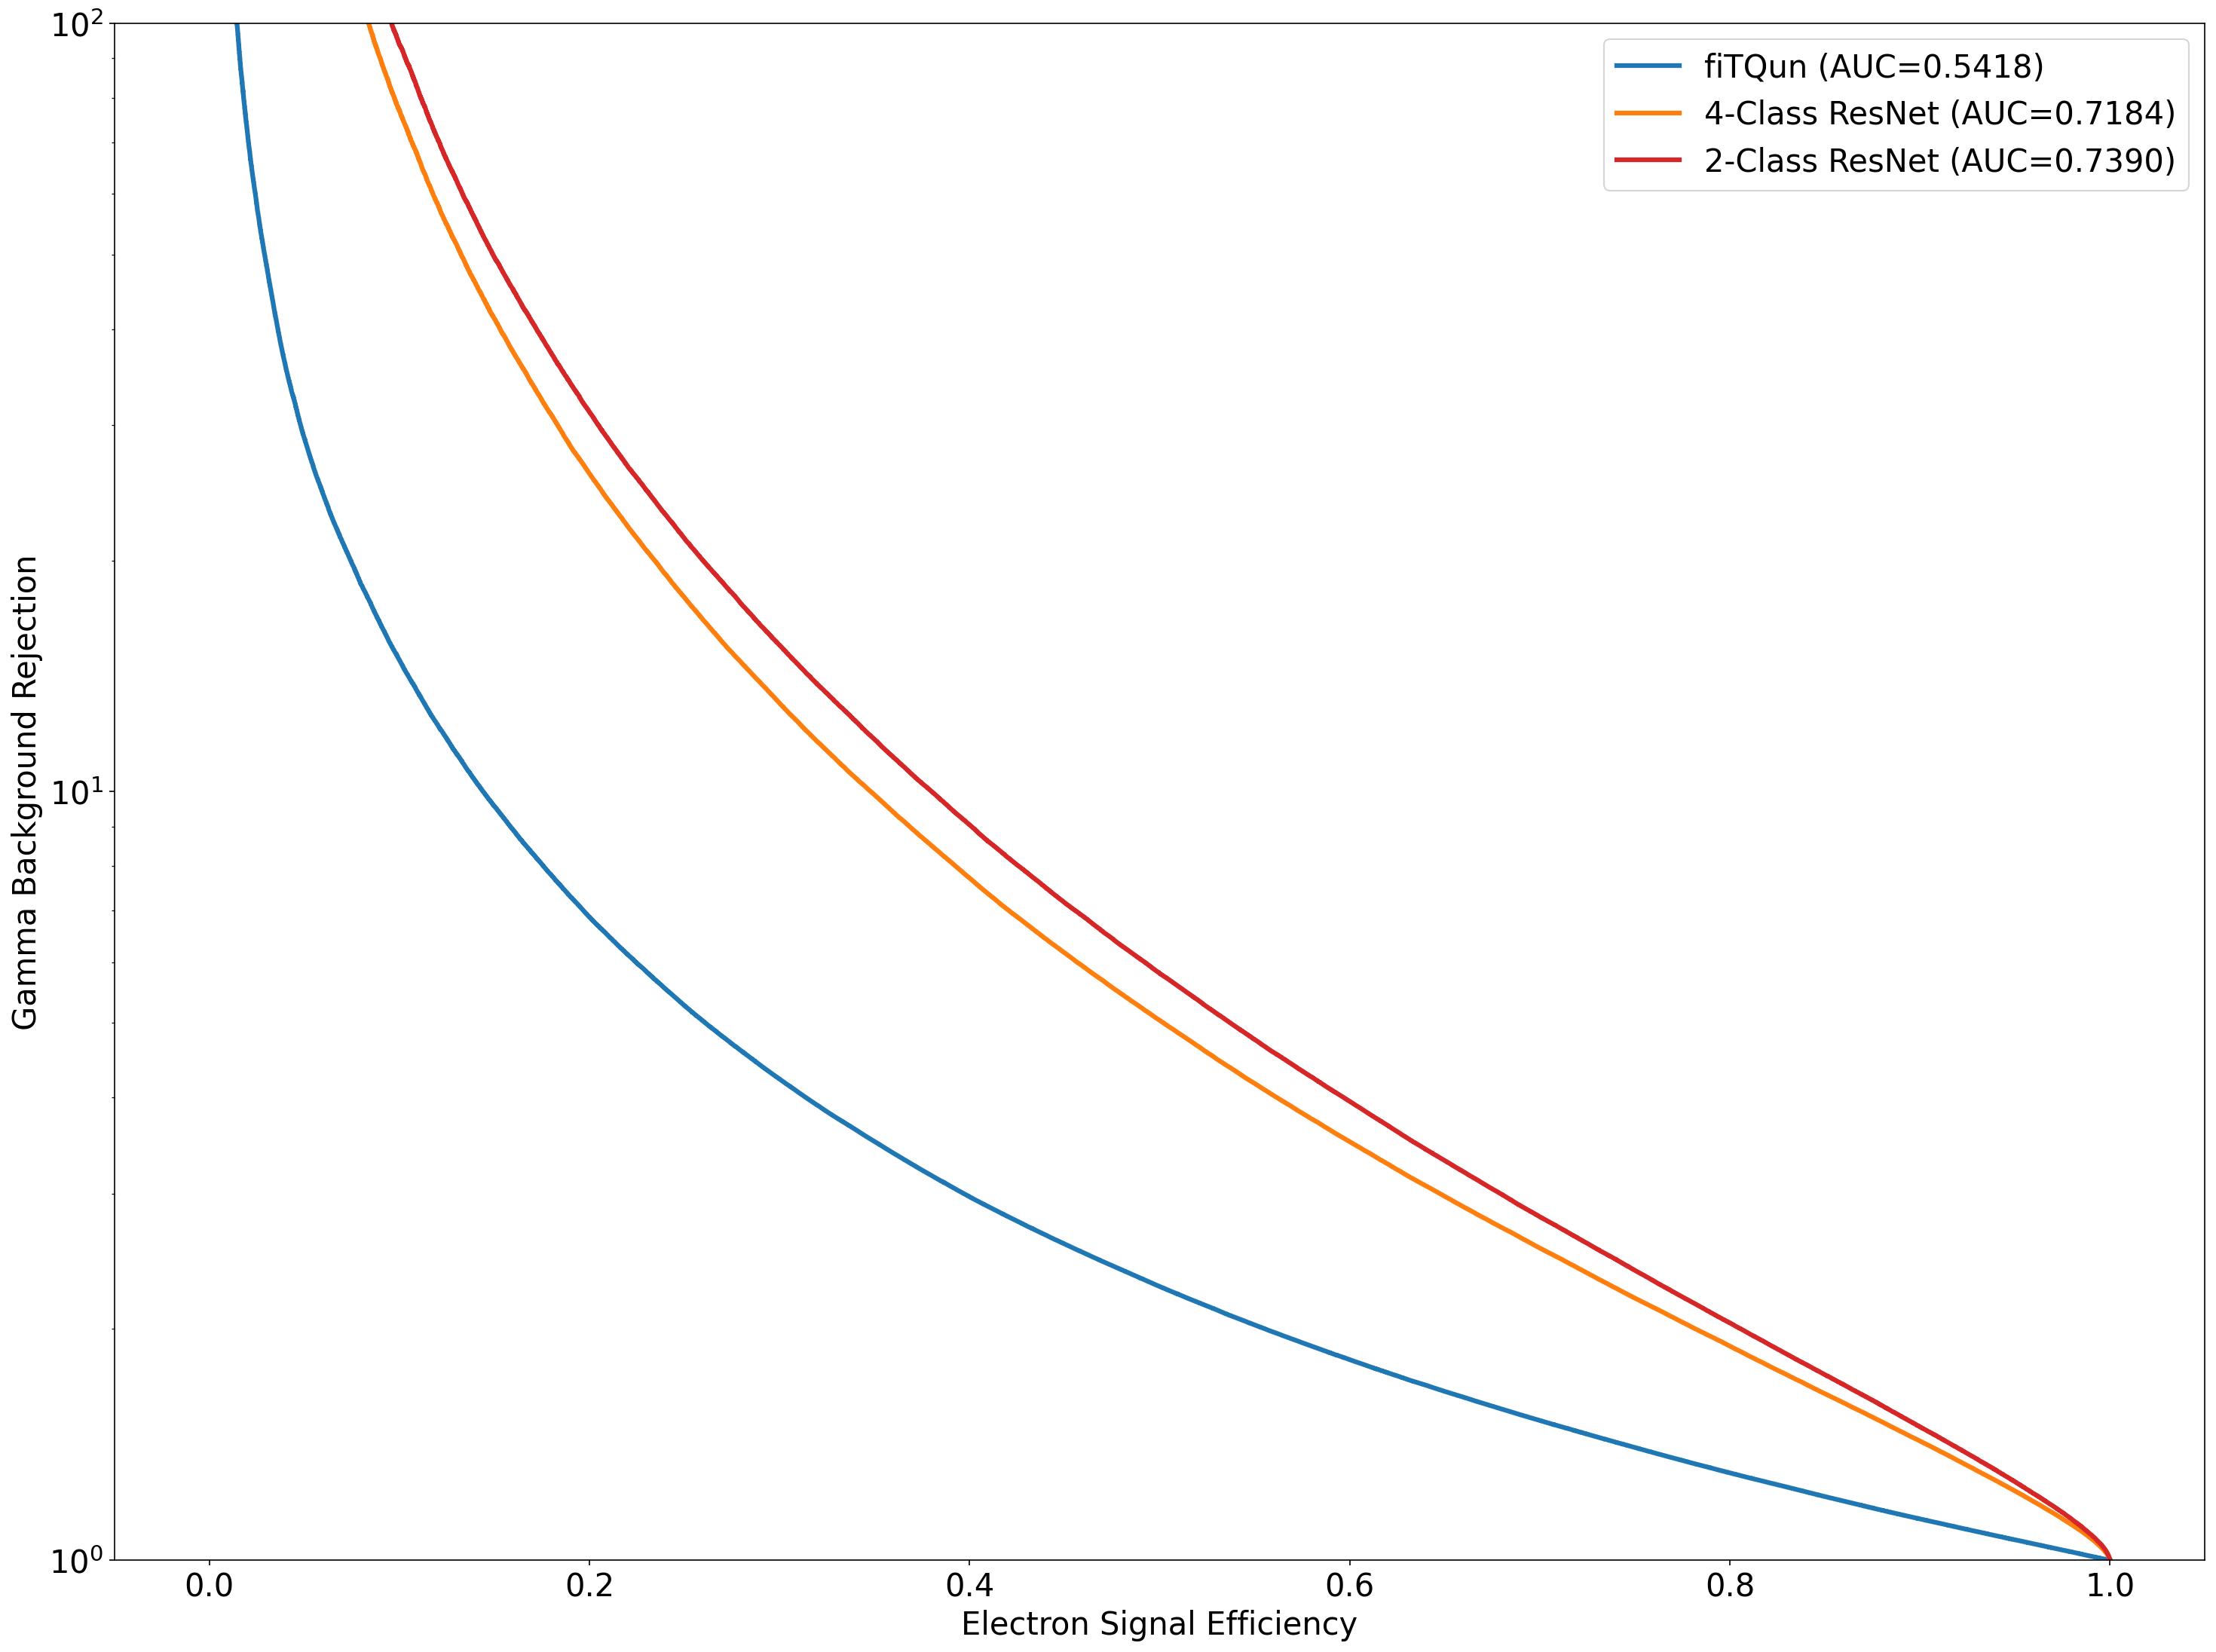 10²
10¹
10⁰
Gamma Background Rejection
fiTQun (AUC=0.5418)
4-Class ResNet (AUC=0.7184)
2-Class ResNet (AUC=0.7390)
0.0 0.2 0.4 0.6 0.8 1.0
Electron Signal Efficiency